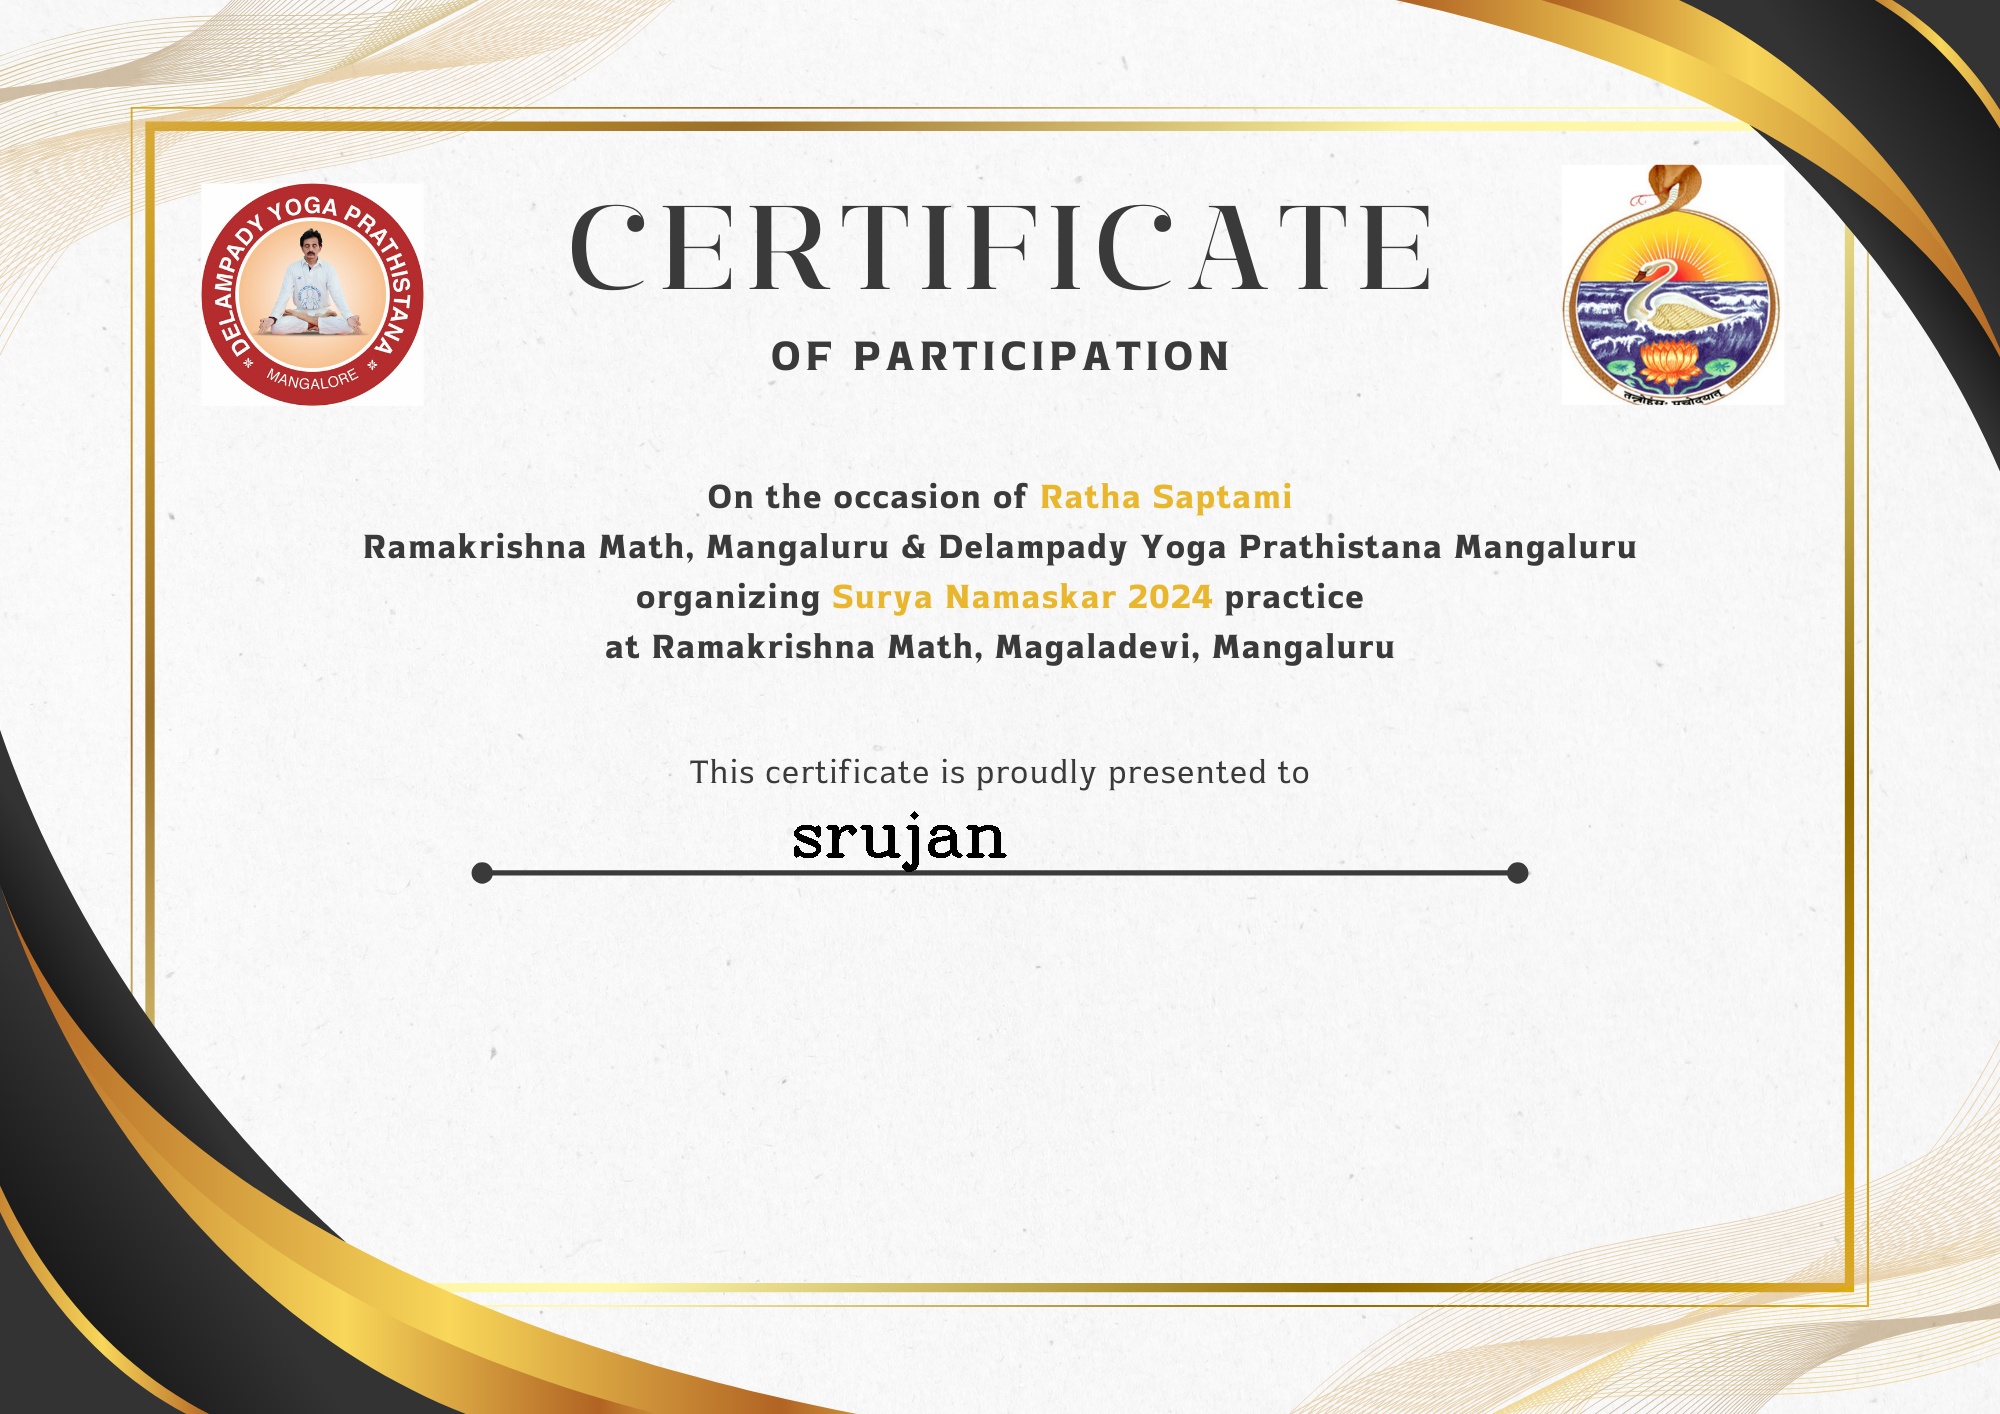 DELAMPADY YOGA PRATHISTANA
MANGALORE
CERTIFICATE
OF PARTICIPATION
तन्नोहंसः प्रचोदयात्
On the occasion of Ratha Saptami
Ramakrishna Math, Mangaluru & Delampady Yoga Prathistana Mangaluru
organizing Surya Namaskar 2024 practice
at Ramakrishna Math, Magaladevi, Mangaluru
This certificate is proudly presented to
srujan